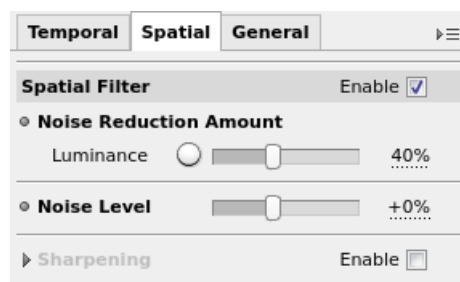 Temporal Spatial General
Spatial Filter Enable
Noise Reduction Amount
Luminance 40%
Noise Level +0%
Sharpening Enable